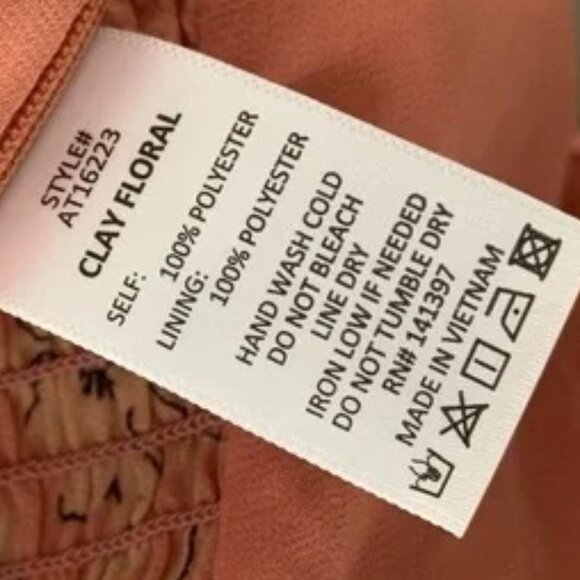 STYLE#
AT16223
CLAY FLORAL
SELF:
100% POLYESTER
LINING:
100% POLYESTER
HAND WASH COLD
DO NOT BLEACH
LINE DRY
IRON LOW IF NEEDED
DO NOT TUMBLE DRY
RN# 141397
MADE IN VIETNAM